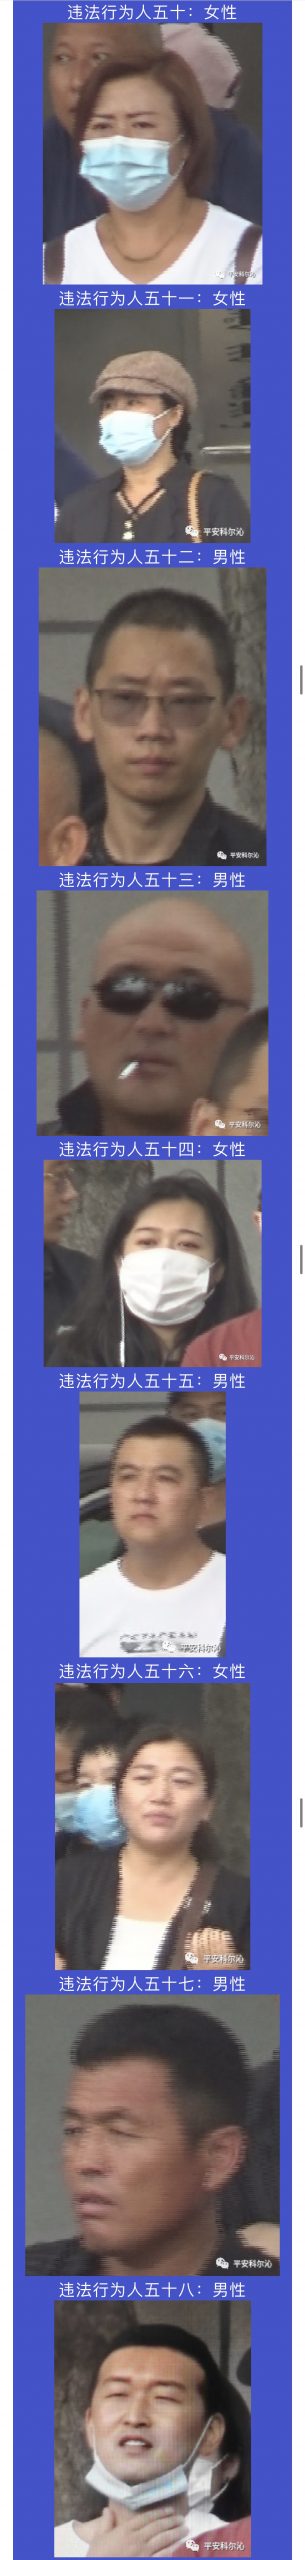 违法行为人五十：女性
平安科尔沁
违法行为人五十一：女性
平安科尔沁
违法行为人五十二：男性
平安科尔沁
违法行为人五十三：男性
平安科尔沁
违法行为人五十四：女性
平安科尔沁
违法行为人五十五：男性
平安科尔沁
违法行为人五十六：女性
平安科尔沁
违法行为人五十七：男性
平安科尔沁
违法行为人五十八：男性
平安科尔沁